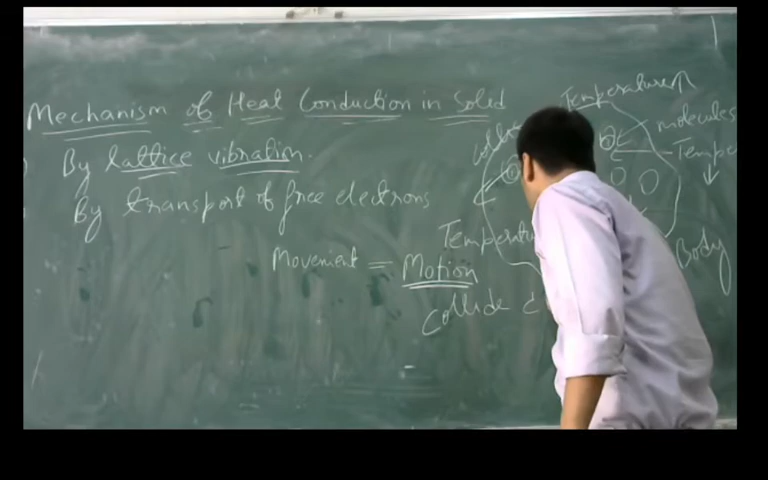 Mechanism of Heat Conduction in Solid
By lattice vibration.
By transport of free electrons
Movement = Motion
Collide
Temperature
molecules
Body